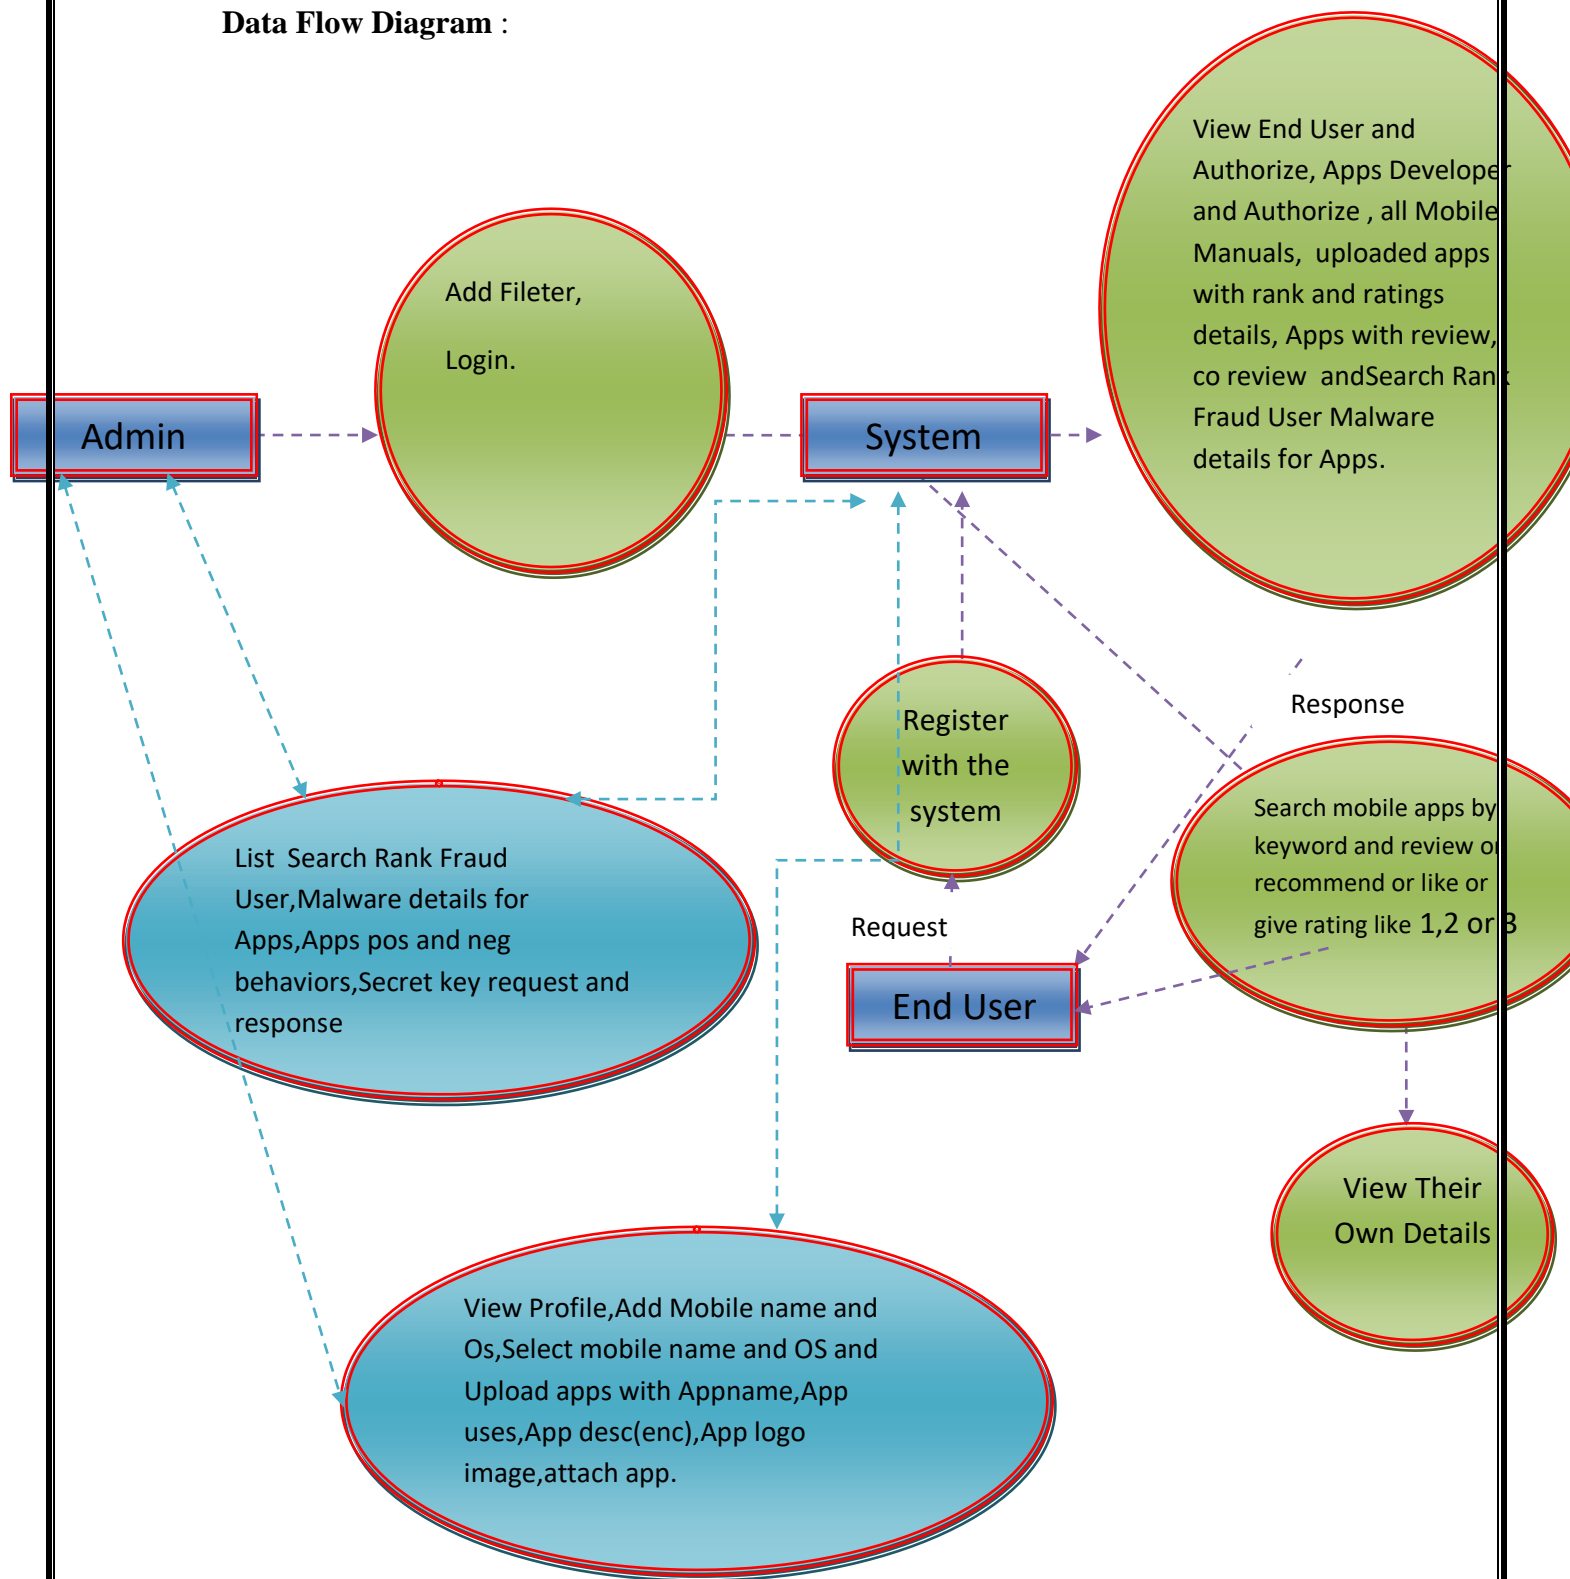 Data Flow Diagram :
View End User and
Authorize, Apps Developer
and Authorize , all Mobile
Manuals, uploaded apps
with rank and ratings
details, Apps with review,
co review andSearch Rank
Fraud User Malware
details for Apps.
Add Fileter,
Login.
Admin
System
Response
Register
with the
system
Search mobile apps by
keyword and review or
recommend or like or
give rating like 1,2 or 3
List Search Rank Fraud
User,Malware details for
Apps,Apps pos and neg
behaviors,Secret key request and
response
Request
End User
View Their
Own Details
View Profile,Add Mobile name and
Os,Select mobile name and OS and
Upload apps with Appname,App
uses,App desc(enc),App logo
image,attach app.